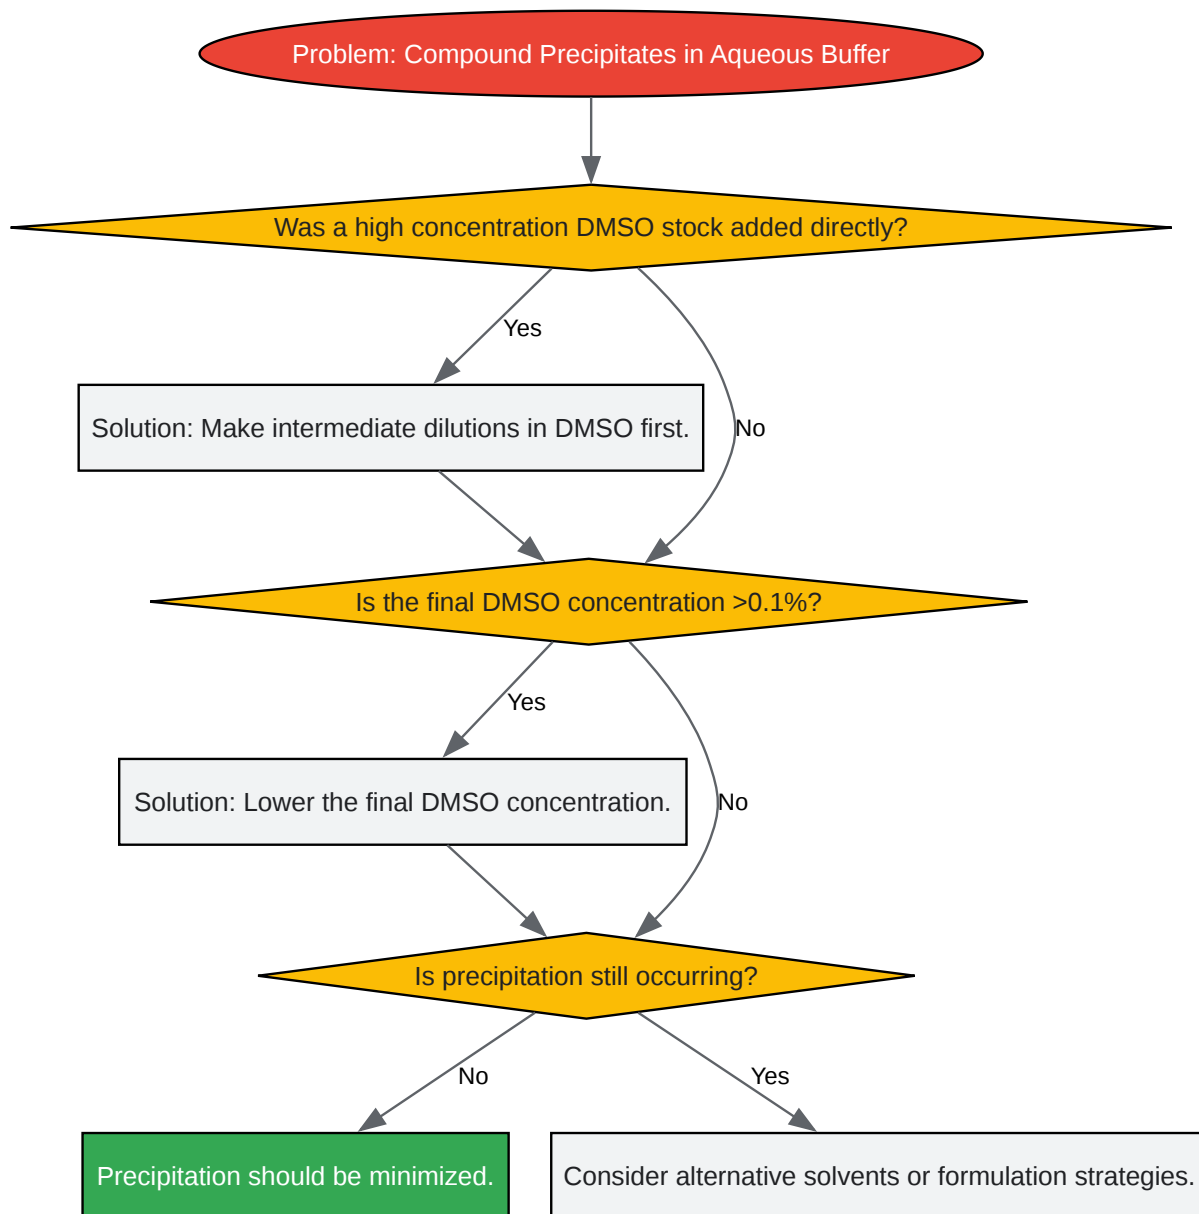 Problem: Compound Precipitates in Aqueous Buffer
Was a high concentration DMSO stock added directly?
Yes
Solution: Make intermediate dilutions in DMSO first.
No
Is the final DMSO concentration >0.1%?
Yes
Solution: Lower the final DMSO concentration.
No
Is precipitation still occurring?
No
Yes
Precipitation should be minimized.
Consider alternative solvents or formulation strategies.